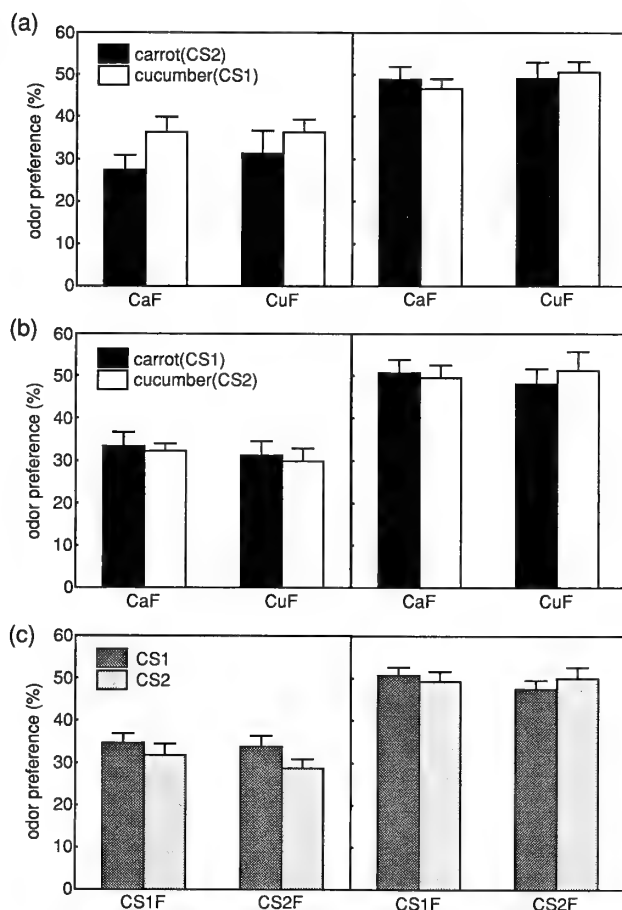 (a)
60
50
40
30
20
10
0
odor preference (%)
carrot(CS2)
cucumber(CS1)
CaF CuF CaF CuF
(b)
60
50
40
30
20
10
0
odor preference (%)
carrot(CS1)
cucumber(CS2)
CaF CuF CaF CuF
(c)
60
50
40
30
20
10
0
odor preference (%)
CS1
CS2
CS1F CS2F CS1F CS2F